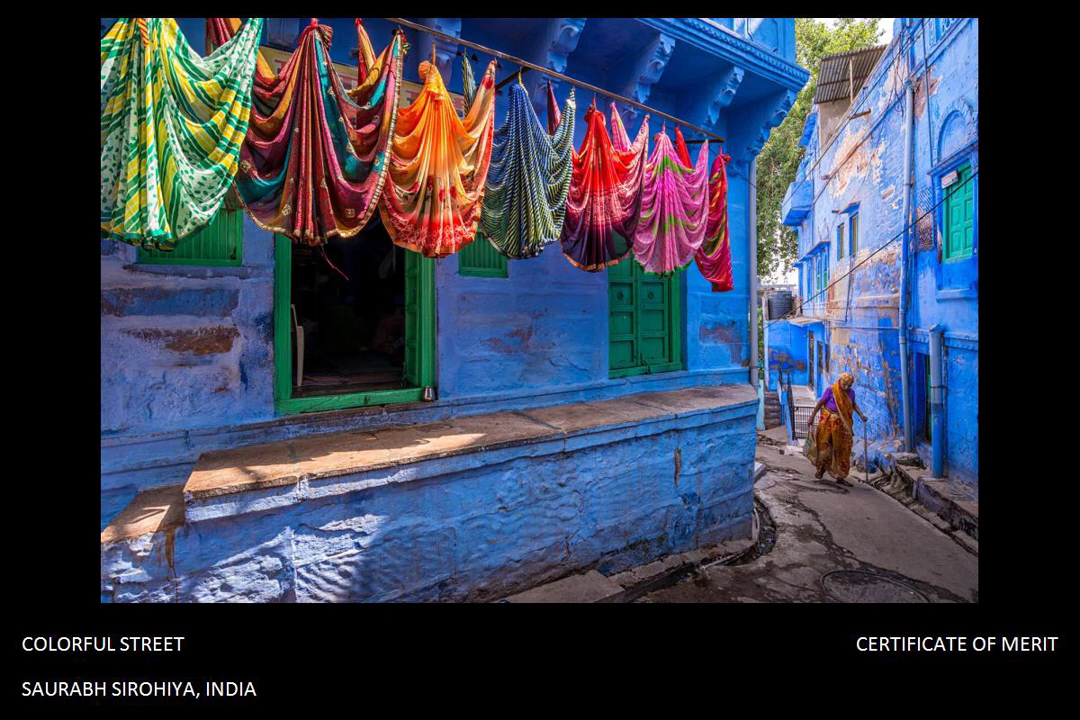 COLORFUL STREET
CERTIFICATE OF MERIT
SAURABH SIROHIYA, INDIA